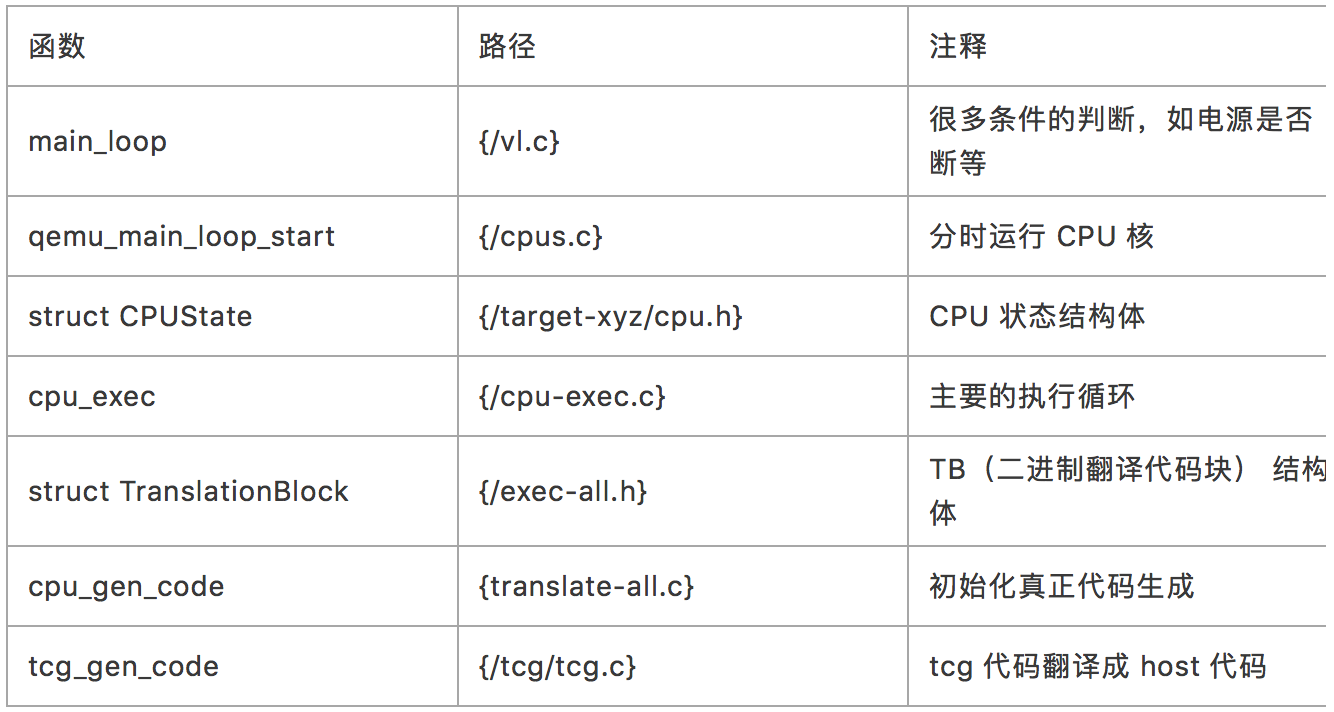 函数 路径 注释
main_loop {/vl.c} 很多条件的判断，如电源是否
断等
qemu_main_loop_start {/cpus.c} 分时运行 CPU 核
struct CPUState {/target-xyz/cpu.h} CPU 状态结构体
cpu_exec {/cpu-exec.c} 主要的执行循环
struct TranslationBlock {/exec-all.h} TB（二进制翻译代码块） 结构
体
cpu_gen_code {translate-all.c} 初始化真正代码生成
tcg_gen_code {/tcg/tcg.c} tcg 代码翻译成 host 代码